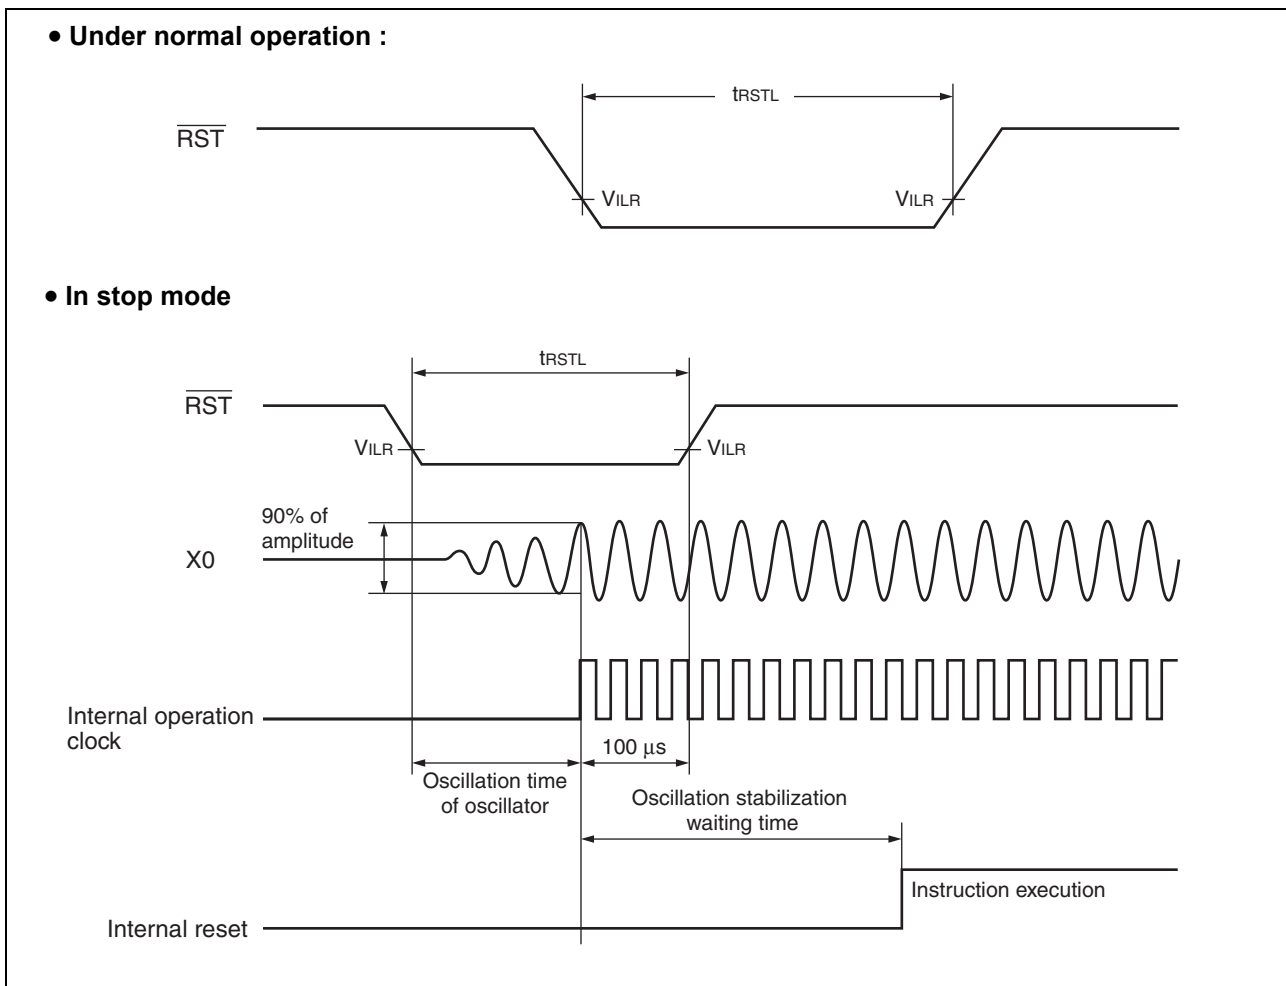 • Under normal operation :
tRSTL
RST
VILR
VILR
• In stop mode
tRSTL
RST
VILR
VILR
90% of
amplitude
X0
Internal operation
clock
100 μs
Oscillation time
of oscillator
Oscillation stabilization
waiting time
Instruction execution
Internal reset